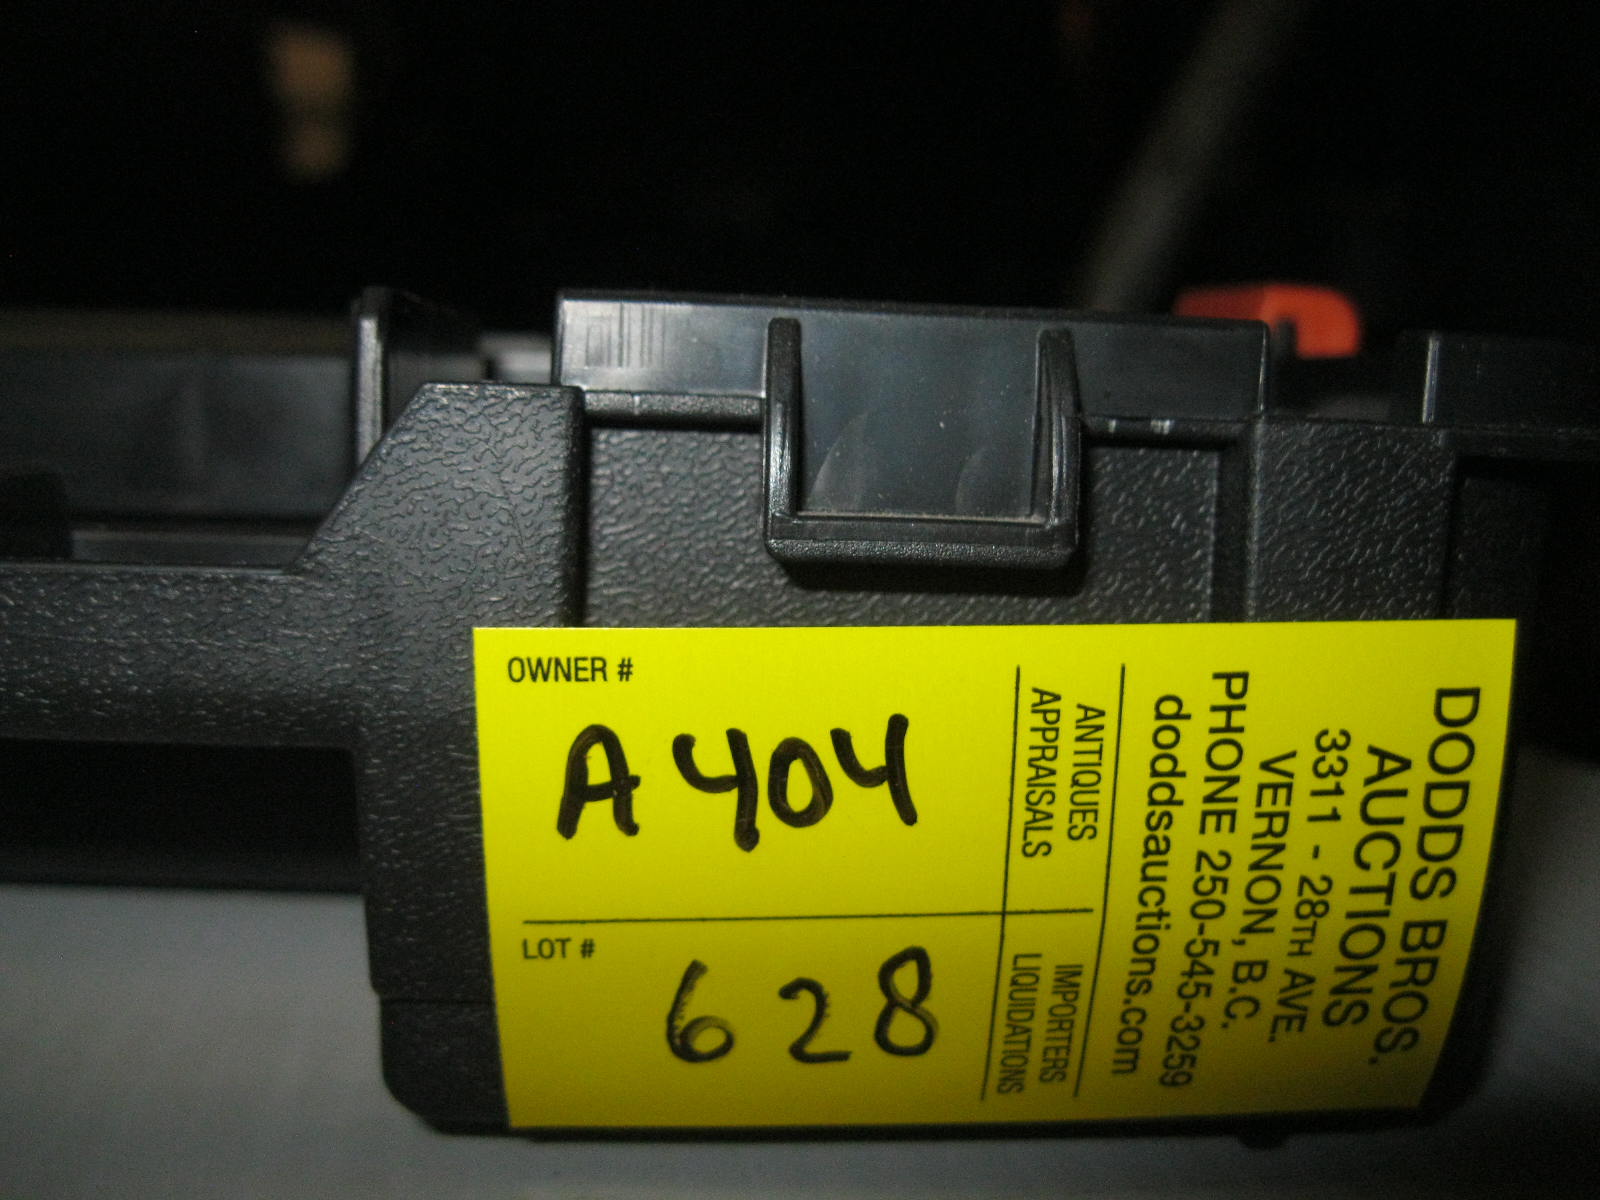 OWNER #
A404
LOT #
628
ANTIQUES
APPRAISALS
IMPORTERS
LIQUIDATIONS
DODDS BROS.
AUCTIONS
3311 - 28TH AVE.
VERNON, B.C.
PHONE 250-545-3259
doddsauctions.com